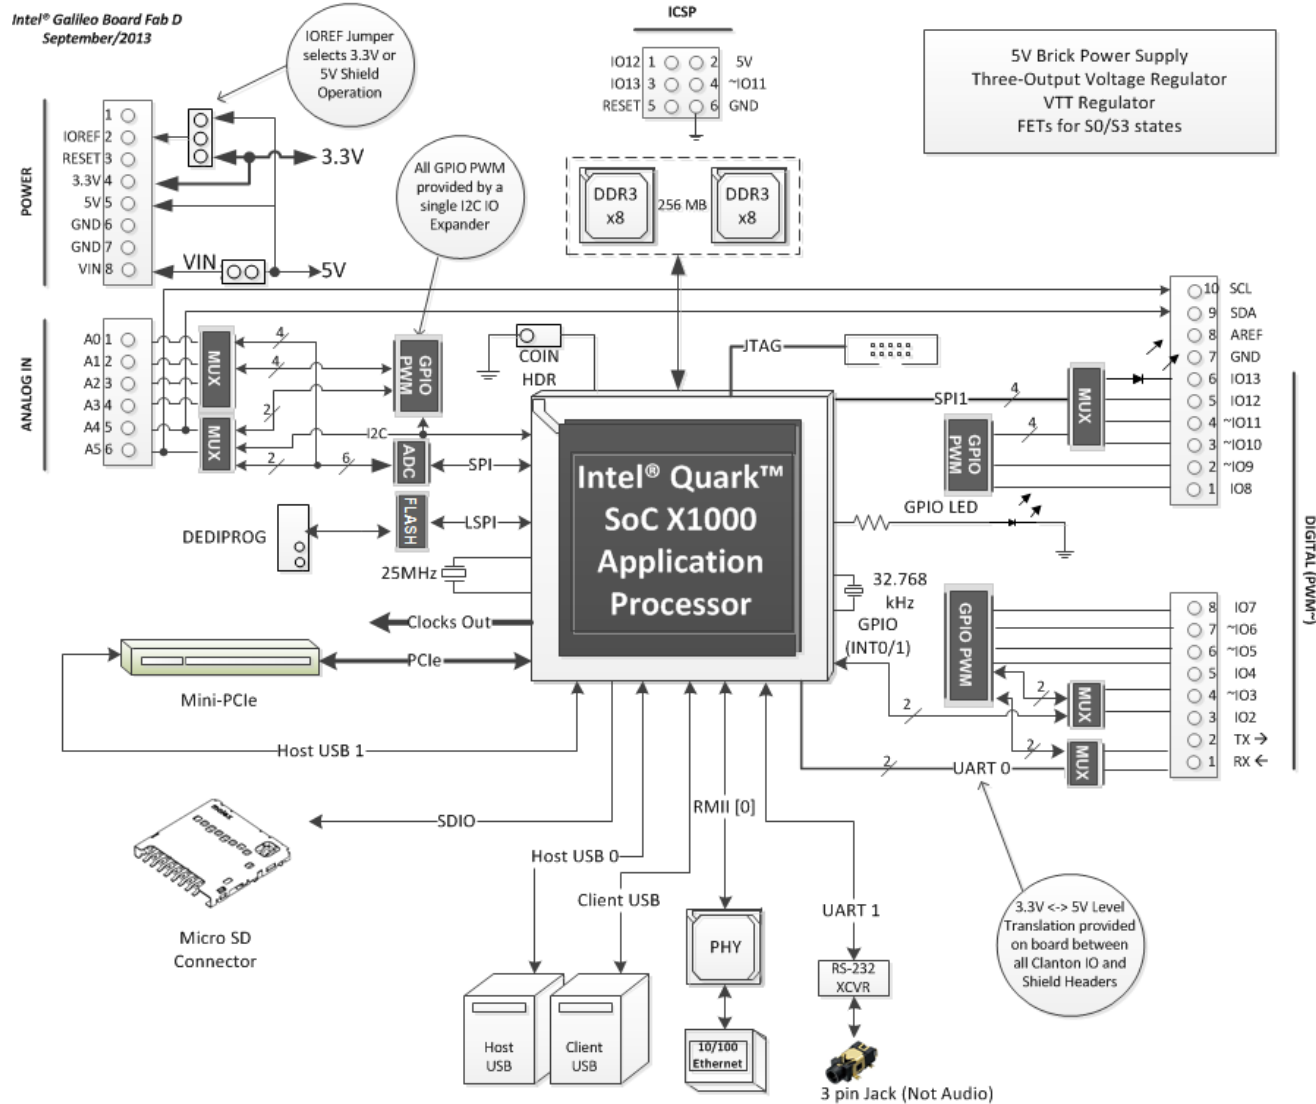 Intel® Galileo Board Fab D
September/2013
IOREF Jumper
selects 3.3V or
5V Shield
Operation
ICSP
IO12 1 2 5V
IO13 3 4 ~IO11
RESET 5 6 GND
5V Brick Power Supply
Three-Output Voltage Regulator
VTT Regulator
FETs for S0/S3 states
POWER
1
IOREF 2
RESET 3
3.3V 4
5V 5
GND 6
GND 7
VIN 8
3.3V
VIN
5V
All GPIO PWM
provided by a
single I2C IO
Expander
DDR3
x8
256 MB
DDR3
x8
ANALOG IN
A0 1
A1 2
A2 3
A3 4
A4 5
A5 6
MUX
MUX
4
4
2
2
6
GPIO
PWM
I2C
ADC
SPI
FLASH
LSPI
DEDIPROG
25MHz
COIN
HDR
JTAG
Intel® Quark™
SoC X1000
Application
Processor
SPI1
4
MUX
GPIO
PWM
4
GPIO LED
10 SCL
9 SDA
8 AREF
7 GND
6 IO13
5 IO12
4 ~IO11
3 ~IO10
2 ~IO9
1 IO8
DIGITAL (PWM~)
32.768
kHz
GPIO
(INT0/1)
GPIO PWM
2
2
MUX
2
2
UART 0
MUX
8 IO7
7 ~IO6
6 ~IO5
5 IO4
4 ~IO3
3 IO2
2 TX →
1 RX ←
Clocks Out
PCIe
Mini-PCIe
Host USB 1
SDIO
Micro SD
Connector
Host USB 0
Client USB
RMII [0]
UART 1
PHY
RS-232
XCVR
Host
USB
Client
USB
10/100
Ethernet
3 pin Jack (Not Audio)
3.3V <-> 5V Level
Translation provided
on board between
all Clanton IO and
Shield Headers